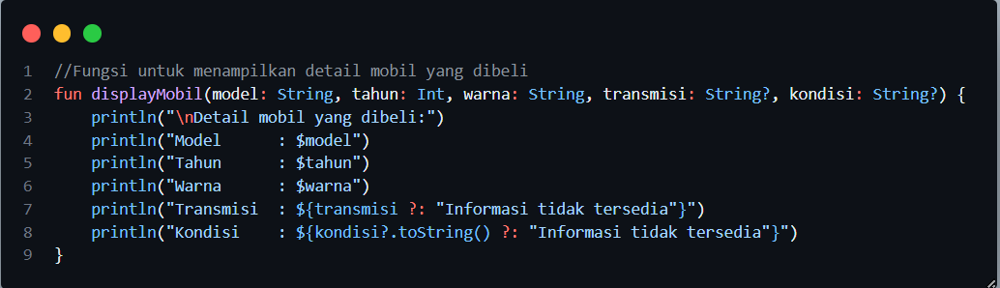 1 //Fungsi untuk menampilkan detail mobil yang dibeli
2 fun displayMobil(model: String, tahun: Int, warna: String, transmisi: String?, kondisi: String?) {
3     println("\nDetail mobil yang dibeli:")
4     println("Model      : $model")
5     println("Tahun      : $tahun")
6     println("Warna      : $warna")
7     println("Transmisi  : ${transmisi ?: "Informasi tidak tersedia"}")
8     println("Kondisi    : ${kondisi?.toString() ?: "Informasi tidak tersedia"}")
9 }